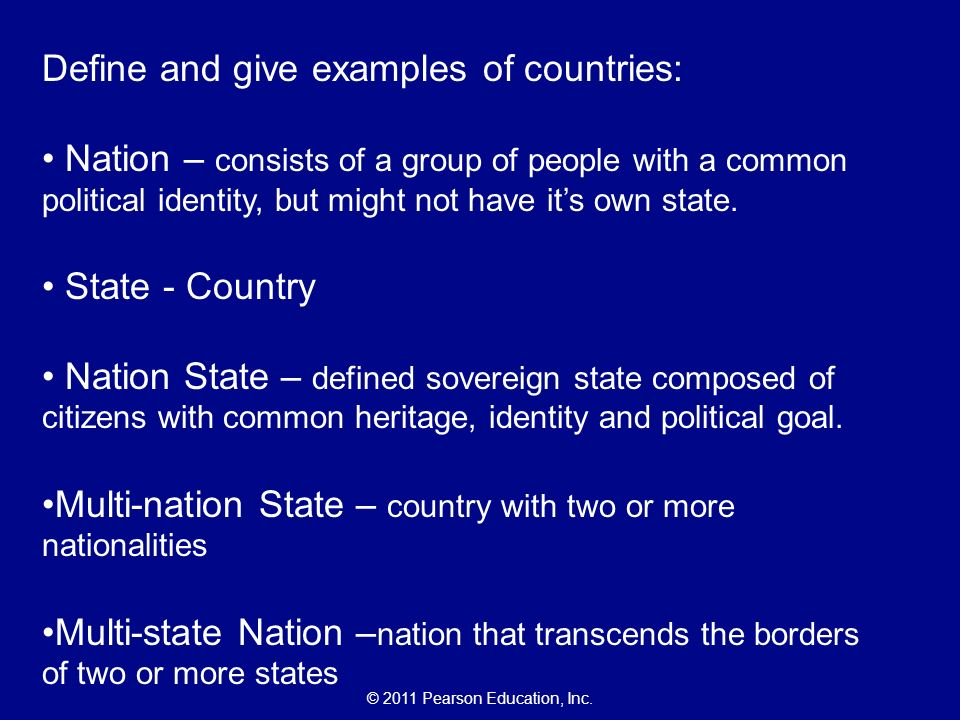 Define and give examples of countries:
• Nation – consists of a group of people with a common
political identity, but might not have it’s own state.
• State - Country
• Nation State – defined sovereign state composed of
citizens with common heritage, identity and political goal.
•Multi-nation State – country with two or more
nationalities
•Multi-state Nation –nation that transcends the borders
of two or more states
© 2011 Pearson Education, Inc.